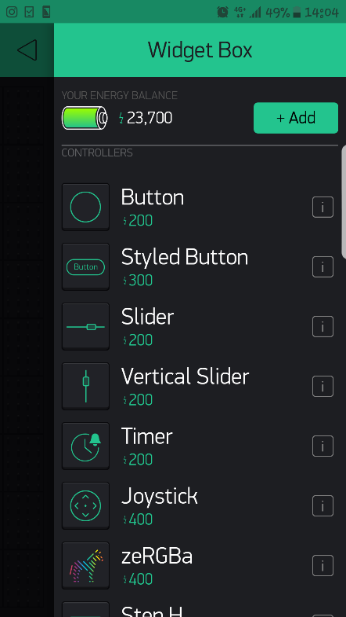 49% 14:04
Widget Box
YOUR ENERGY BALANCE
23,700
+ Add
CONTROLLERS
Button
200
Button
Styled Button
300
Slider
200
Vertical Slider
200
Timer
200
Joystick
400
zeRGBa
400
Step H